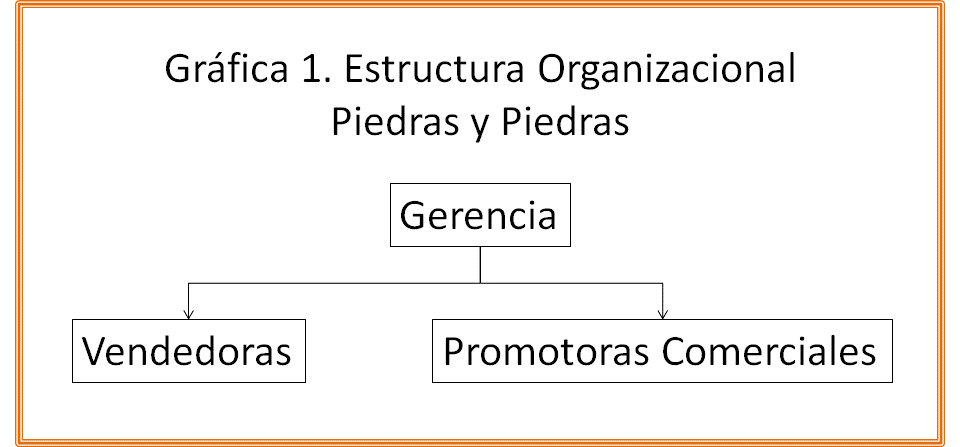 Gráfica 1. Estructura Organizacional
Piedras y Piedras
Gerencia
Vendedoras
Promotoras Comerciales